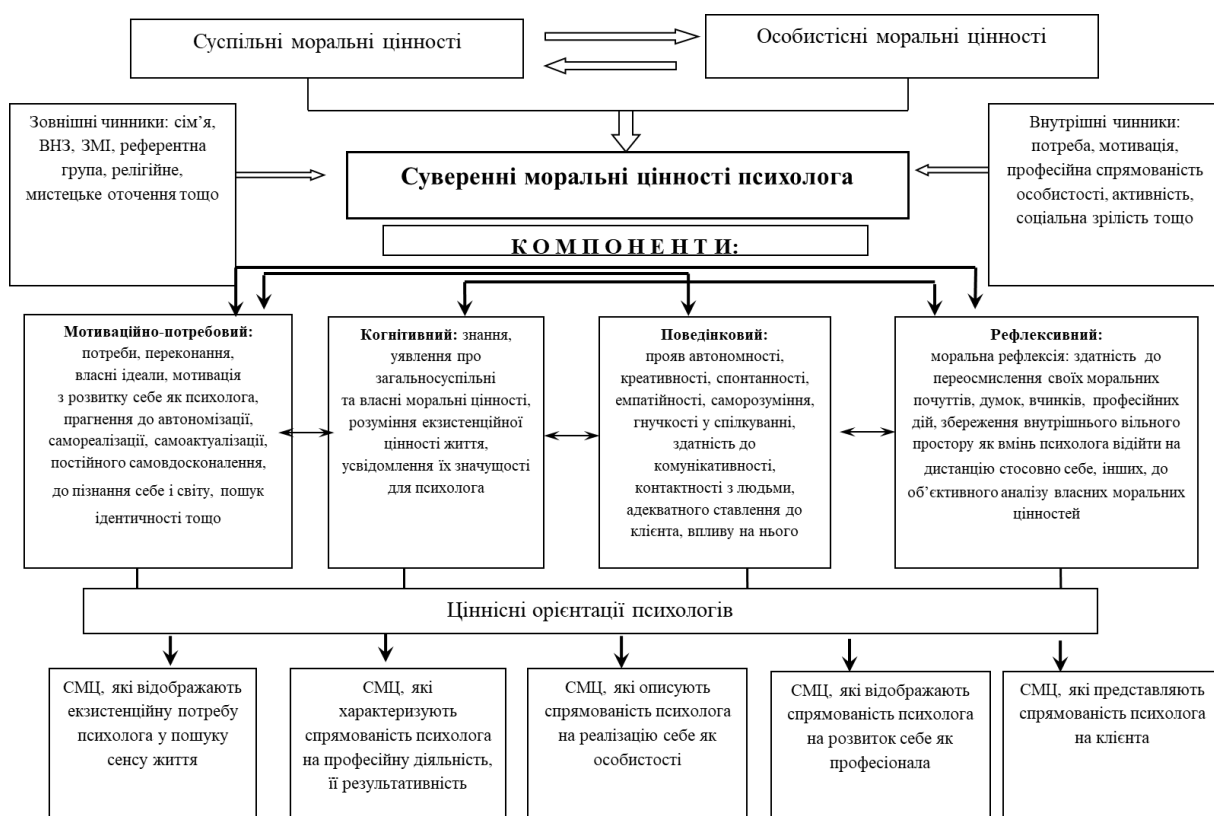 Суспільні моральні цінності
Особистісні моральні цінності
Зовнішні чинники: сім’я,
ВНЗ, ЗМІ, референтна
група, релігійне,
мистецьке оточення тощо
Суверенні моральні цінності психолога
Внутрішні чинники:
потреба, мотивація,
професійна спрямованість
особистості, активність,
соціальна зрілість тощо
К О М П О Н Е Н Т И:
Мотиваційно-потребовий:
потреби, переконання,
власні ідеали, мотивація
з розвитку себе як психолога,
прагнення до автономізації,
самореалізації, самоактуалізації,
постійного самовдосконалення,
до пізнання себе і світу, пошук
ідентичності тощо
Когнітивний: знання,
уявлення про
загальносуспільні
та власні моральні цінності,
розуміння екзистенційної
цінності життя,
усвідомлення їх значущості
для психолога
Поведінковий:
прояв автономності,
креативності, спонтанності,
емпатійності, саморозуміння,
гнучкості у спілкуванні,
здатність до
комунікативності,
контактності з людьми,
адекватного ставлення до
клієнта, впливу на нього
Рефлексивний:
моральна рефлексія: здатність до
переосмислення своїх моральних
почуттів, думок, вчинків, професійних
дій, збереження внутрішнього вільного
простору як вмінь психолога відійти на
дистанцію стосовно себе, інших, до
об’єктивного аналізу власних моральних
цінностей
Ціннісні орієнтації психологів
СМЦ, які відображають
екзистенційну потребу
психолога у пошуку
сенсу життя
СМЦ, які
характеризують
спрямованість психолога
на професійну діяльність,
її результативність
СМЦ, які описують
спрямованість психолога
на реалізацію себе як
особистості
СМЦ, які відображають
спрямованість психолога
на розвиток себе як
професіонала
СМЦ, які представляють
спрямованість психолога
на клієнта